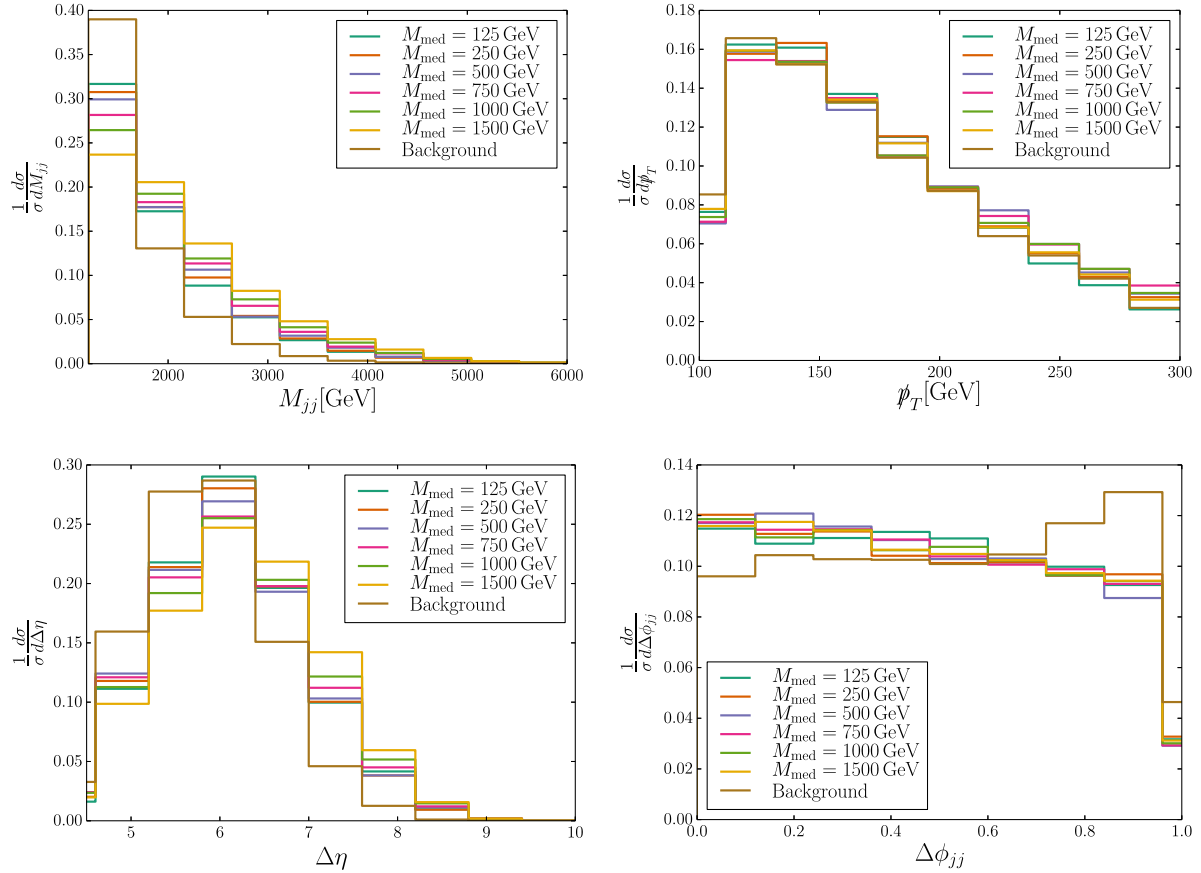 0.40
0.35
0.30
0.25
0.20
0.15
0.10
0.05
0.00
1/σ dσ/dM_jj
M_med = 125 GeV
M_med = 250 GeV
M_med = 500 GeV
M_med = 750 GeV
M_med = 1000 GeV
M_med = 1500 GeV
Background
2000 3000 4000 5000 6000
M_jj[GeV]
0.16
0.14
0.12
0.10
0.08
0.06
0.04
0.02
0.00
1/σ dσ/dp̸_T
M_med = 125 GeV
M_med = 250 GeV
M_med = 500 GeV
M_med = 750 GeV
M_med = 1000 GeV
M_med = 1500 GeV
Background
100 150 200 250 300
p̸_T[GeV]
0.30
0.25
0.20
0.15
0.10
0.05
0.00
1/σ dσ/dΔη
M_med = 125 GeV
M_med = 250 GeV
M_med = 500 GeV
M_med = 750 GeV
M_med = 1000 GeV
M_med = 1500 GeV
Background
5 6 7 8 9 10
Δη
0.14
0.12
0.10
0.08
0.06
0.04
0.02
0.00
1/σ dσ/dΔϕ_jj
M_med = 125 GeV
M_med = 250 GeV
M_med = 500 GeV
M_med = 750 GeV
M_med = 1000 GeV
M_med = 1500 GeV
Background
0.0 0.2 0.4 0.6 0.8 1.0
Δϕ_jj